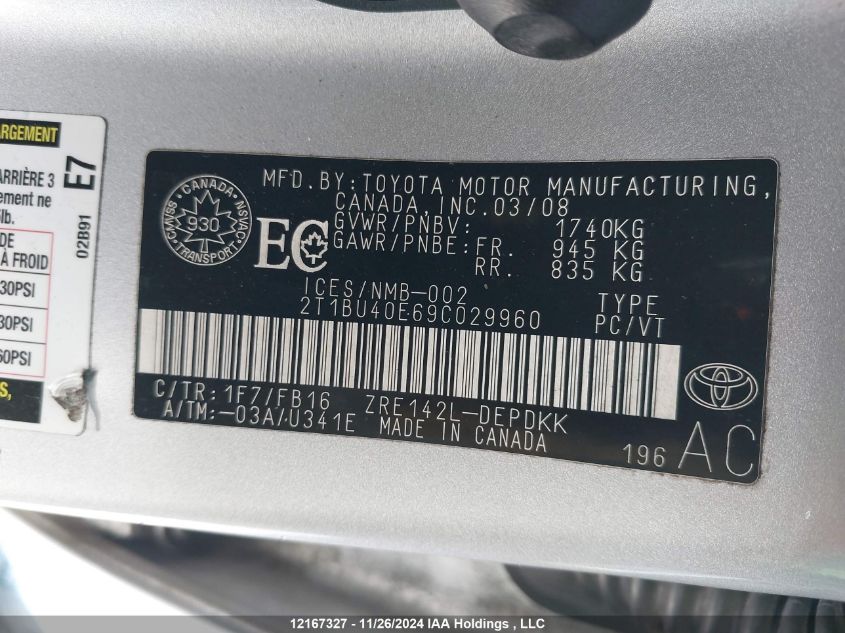 ARGEMENT
ARRIÈRE 3
ement ne
lb.
DE
À FROID
30PSI
30PSI
60PSI
S,
E7
02B91
CANADA
CMVSS NSVAC
930
TRANSPORT
EC
MFD. BY: TOYOTA MOTOR MANUFACTURING,
CANADA, INC. 03/08
GVWR/PNBV: 1740KG
GAWR/PNBE: FR. 945 KG
RR. 835 KG
ICES/NMB-002
2T1BU40E69C029960
TYPE
PC/VT
C/TR: 1F7/FB16 ZRE142L-DEPDKK
A/TM:-03A/U341E MADE IN CANADA
196 AC
12167327 - 11/26/2024 IAA Holdings , LLC